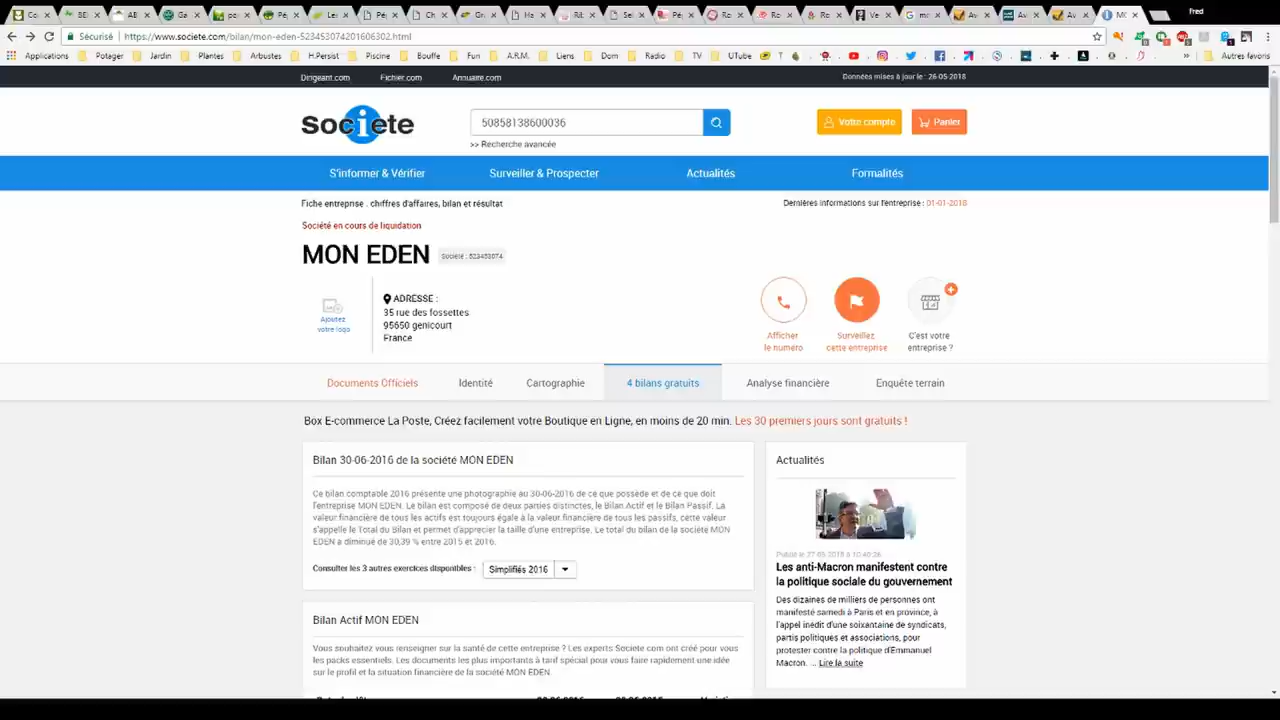 Fred
Sécurisé | https://www.societe.com/bilan/mon-eden-523453074201606302.html
Applications Potager Jardin Plantes Arbustes H.Persist Piscine Bouffe Fun A.R.M. Liens Dom Radio TV UTube » Autres favoris
Dirigeant.com Fichier.com Annuaire.com Données mises à jour le : 26-05-2018
Societe 50858138600036 Votre compte Panier
>> Recherche avancée
S'informer & Vérifier Surveiller & Prospecter Actualités Formalités
Fiche entreprise : chiffres d'affaires, bilan et résultat Dernières informations sur l'entreprise : 01-01-2018
Société en cours de liquidation
MON EDEN Société : 523453074
ADRESSE :
35 rue des fossettes
95650 genicourt
France
Ajoutez
votre logo
Afficher
le numéro
Surveillez
cette entreprise
C'est votre
entreprise ?
Documents Officiels Identité Cartographie 4 bilans gratuits Analyse financière Enquête terrain
Box E-commerce La Poste, Créez facilement votre Boutique en Ligne, en moins de 20 min. Les 30 premiers jours sont gratuits !
Bilan 30-06-2016 de la société MON EDEN
Ce bilan comptable 2016 présente une photographie au 30-06-2016 de ce que possède et de ce que doit
l'entreprise MON EDEN. Le bilan est composé de deux parties distinctes, le Bilan Actif et le Bilan Passif. La
valeur financière de tous les actifs est toujours égale à la valeur financière de tous les passifs, cette valeur
s'appelle le Total du Bilan et permet d'apprécier la taille d'une entreprise. Le total du bilan de la société MON
EDEN a diminué de 30,39 % entre 2015 et 2016.
Consulter les 3 autres exercices disponibles : Simplifiés 2016
Bilan Actif MON EDEN
Vous souhaitez vous renseigner sur la santé de cette entreprise ? Les experts Societe.com ont créé pour vous
les packs essentiels. Les documents les plus importants à tarif spécial pour vous faire rapidement une idée
sur le profil et la situation financière de la société MON EDEN.
Actualités
Publié le 27-05-2018 à 10:40:26
Les anti-Macron manifestent contre
la politique sociale du gouvernement
Des dizaines de milliers de personnes ont
manifesté samedi à Paris et en province, à
l'appel inédit d'une soixantaine de syndicats,
partis politiques et associations, pour
protester contre la politique d'Emmanuel
Macron. ... Lire la suite